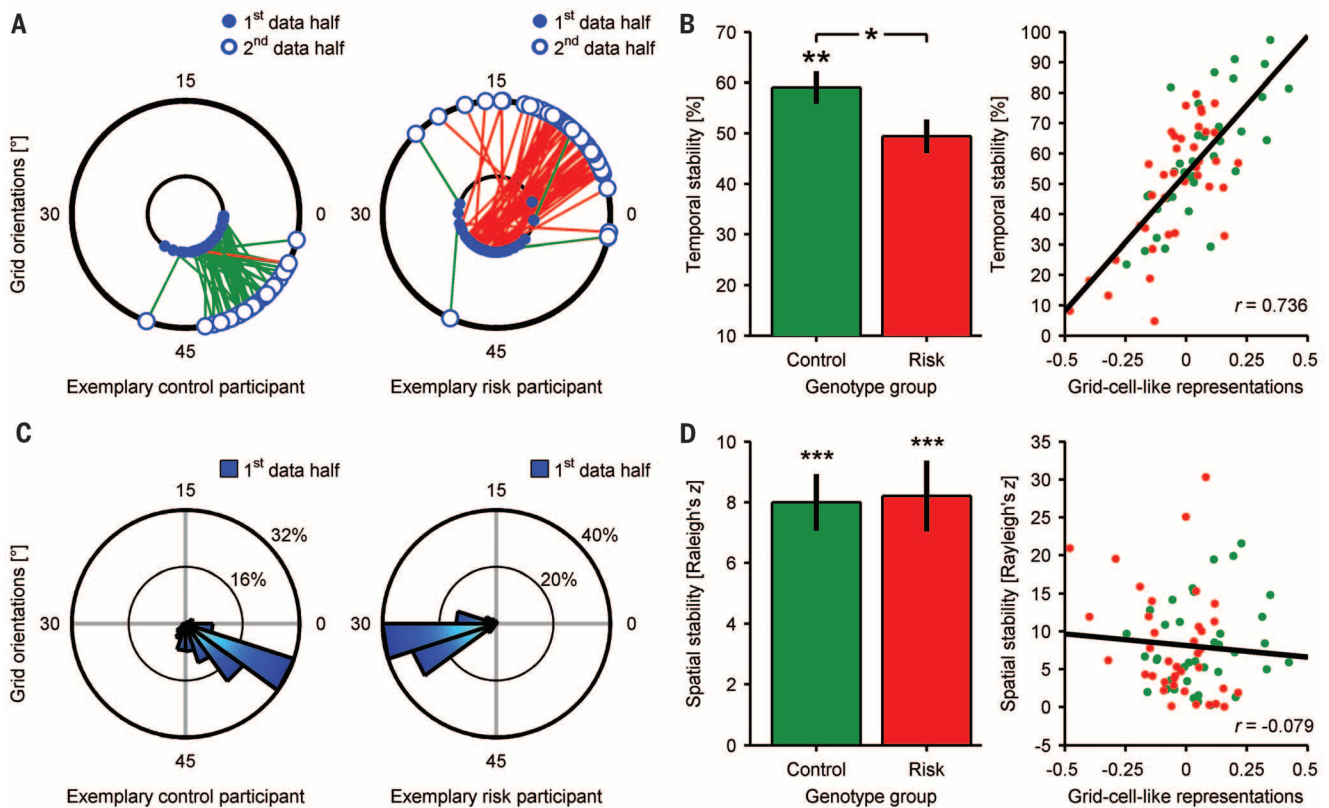 A
1st data half
2nd data half
15
30
0
45
Grid orientations [°]
Exemplary control participant
1st data half
2nd data half
15
30
0
45
Exemplary risk participant
B
Temporal stability [%]
70
60
50
40
30
20
10
**
*
Control
Risk
Genotype group
Temporal stability [%]
100
90
80
70
60
50
40
30
20
10
0
r = 0.736
-0.5
-0.25
0
0.25
0.5
Grid-cell-like representations
C
1st data half
15
32%
16%
30
0
45
Grid orientations [°]
Exemplary control participant
1st data half
15
40%
20%
30
0
45
Exemplary risk participant
D
Spatial stability [Raleigh's z]
10
8
6
4
2
0
***
***
Control
Risk
Genotype group
Spatial stability [Rayleigh's z]
35
30
25
20
15
10
5
0
-5
r = -0.079
-0.5
-0.25
0
0.25
0.5
Grid-cell-like representations